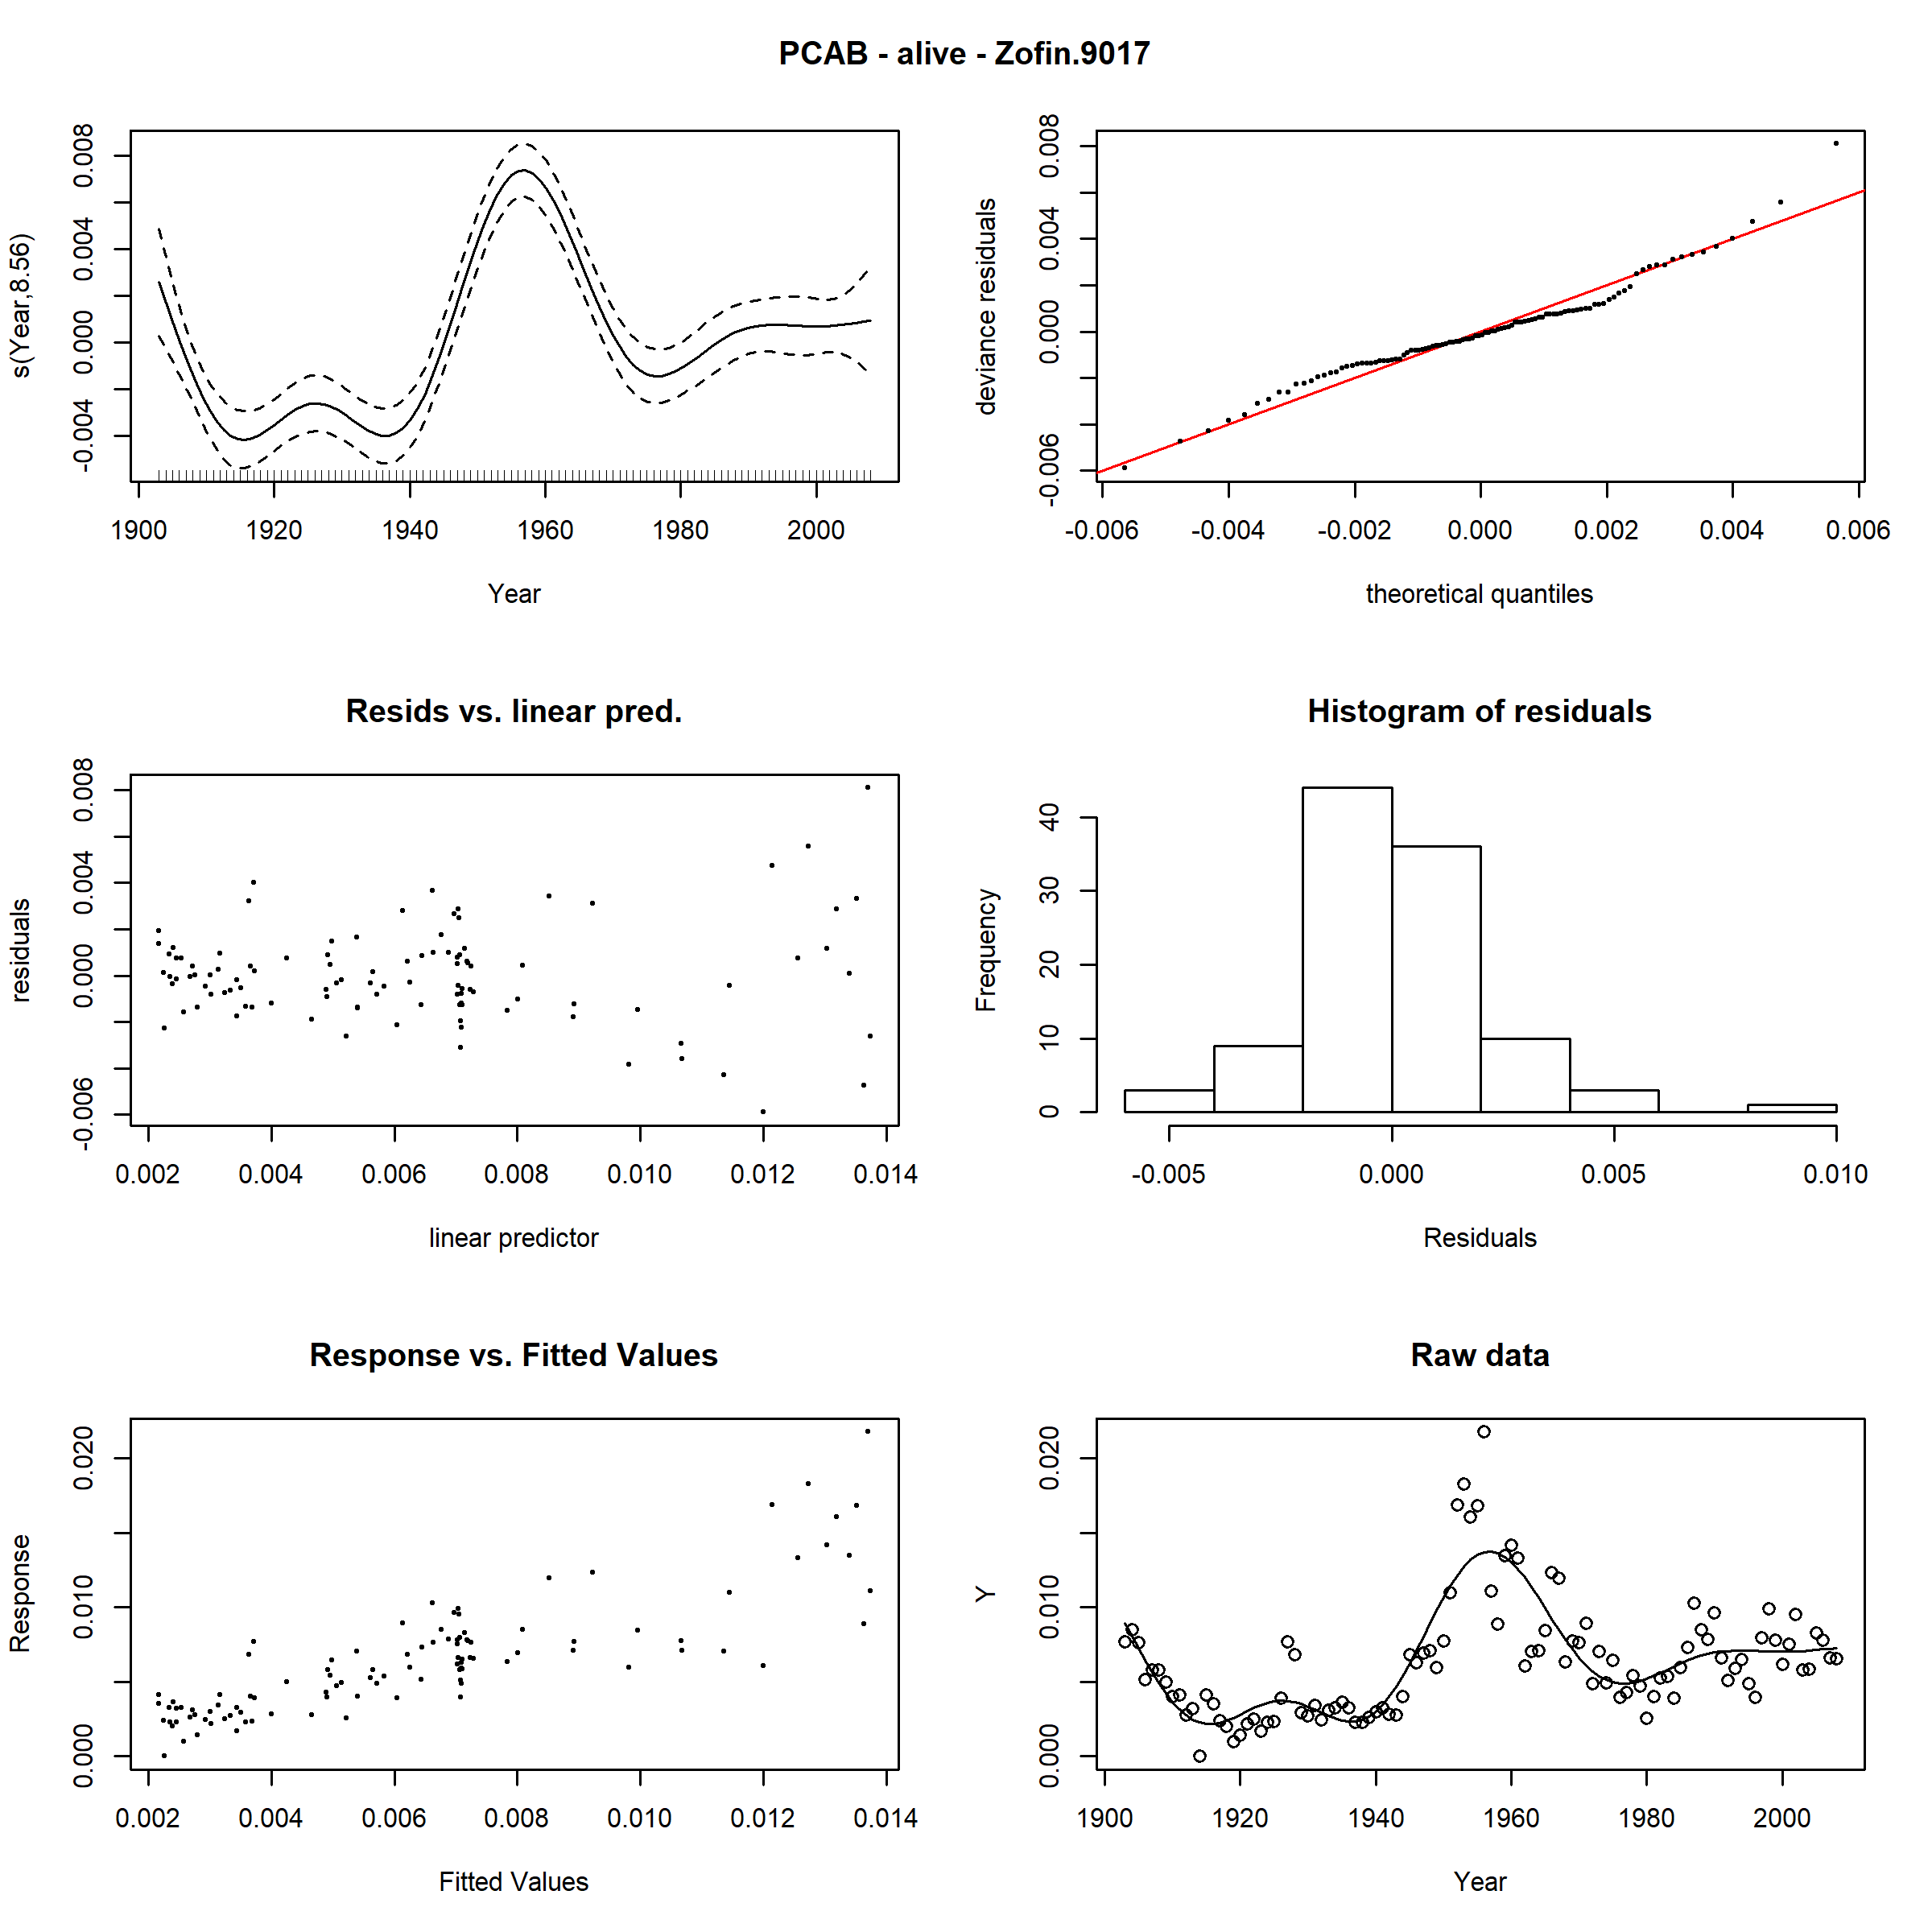 PCAB - alive - Zofin.9017
s(Year,8.56)
-0.004 0.000 0.004 0.008
1900 1920 1940 1960 1980 2000
Year
deviance residuals
-0.006 0.000 0.004 0.008
-0.006 -0.004 -0.002 0.000 0.002 0.004 0.006
theoretical quantiles
Resids vs. linear pred.
residuals
-0.006 0.000 0.004 0.008
0.002 0.004 0.006 0.008 0.010 0.012 0.014
linear predictor
Histogram of residuals
Frequency
0 10 20 30 40
-0.005 0.000 0.005 0.010
Residuals
Response vs. Fitted Values
Response
0.000 0.010 0.020
0.002 0.004 0.006 0.008 0.010 0.012 0.014
Fitted Values
Raw data
Y
0.000 0.010 0.020
1900 1920 1940 1960 1980 2000
Year